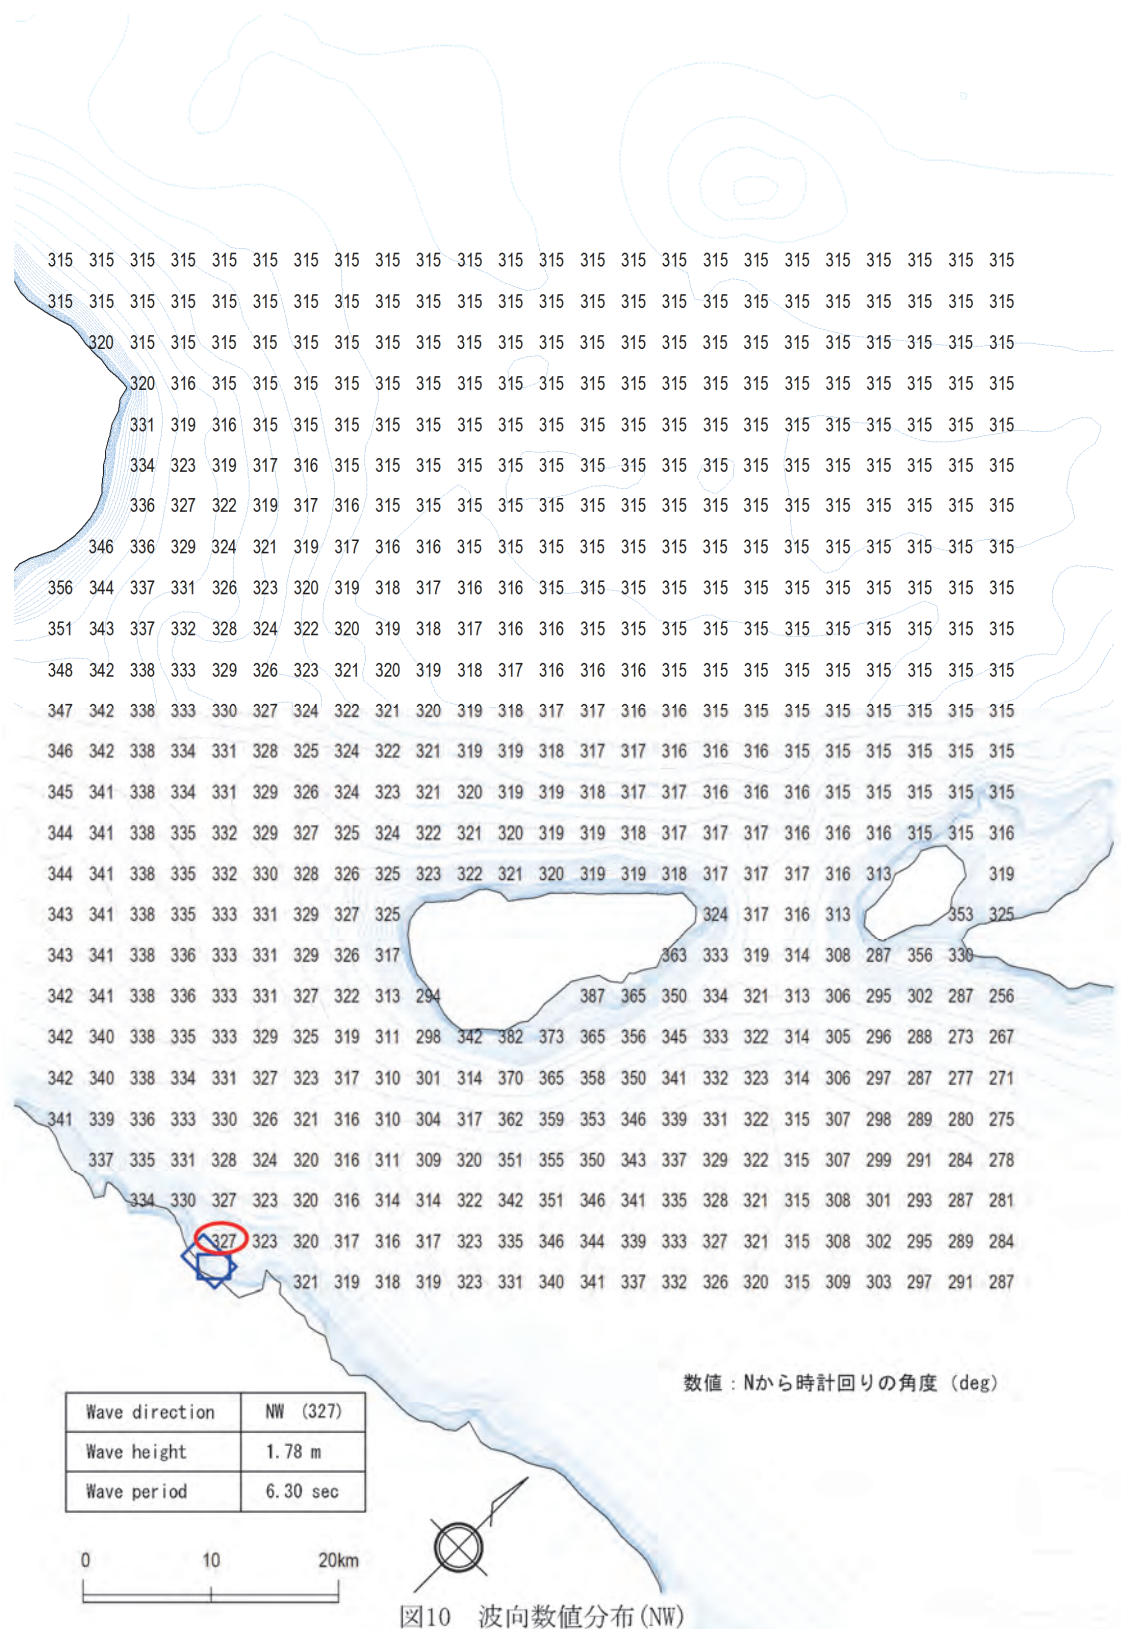 315 315 315 315 315 315 315 315 315 315 315 315 315 315 315 315 315 315 315 315 315 315 315 315
315 315 315 315 315 315 315 315 315 315 315 315 315 315 315 315 315 315 315 315 315 315 315 315
320 315 315 315 315 315 315 315 315 315 315 315 315 315 315 315 315 315 315 315 315 315 315
320 316 315 315 315 315 315 315 315 315 315 315 315 315 315 315 315 315 315 315 315 315
331 319 316 315 315 315 315 315 315 315 315 315 315 315 315 315 315 315 315 315 315 315
334 323 319 317 316 315 315 315 315 315 315 315 315 315 315 315 315 315 315 315 315 315
336 327 322 319 317 316 315 315 315 315 315 315 315 315 315 315 315 315 315 315 315 315
346 336 329 324 321 319 317 316 316 315 315 315 315 315 315 315 315 315 315 315 315 315 315
356 344 337 331 326 323 320 319 318 317 316 316 315 315 315 315 315 315 315 315 315 315 315 315
351 343 337 332 328 324 322 320 319 318 317 316 316 315 315 315 315 315 315 315 315 315 315 315
348 342 338 333 329 326 323 321 320 319 318 317 316 316 316 315 315 315 315 315 315 315 315 315
347 342 338 333 330 327 324 322 321 320 319 318 317 317 316 316 315 315 315 315 315 315 315 315
346 342 338 334 331 328 325 324 322 321 319 319 318 317 317 316 316 316 315 315 315 315 315 315
345 341 338 334 331 329 326 324 323 321 320 319 319 318 317 317 316 316 316 315 315 315 315 315
344 341 338 335 332 329 327 325 324 322 321 320 319 319 318 317 317 317 316 316 316 315 315 316
344 341 338 335 332 330 328 326 325 323 322 321 320 319 319 318 317 317 317 316 313 319
343 341 338 335 333 331 329 327 325 324 317 316 313 353 325
343 341 338 336 333 331 329 326 317 363 333 319 314 308 287 356 330
342 341 338 336 333 331 327 322 313 294 387 365 350 334 321 313 306 295 302 287 256
342 340 338 335 333 329 325 319 311 298 342 382 373 365 356 345 333 322 314 305 296 288 273 267
342 340 338 334 331 327 323 317 310 301 314 370 365 358 350 341 332 323 314 306 297 287 277 271
341 339 336 333 330 326 321 316 310 304 317 362 359 353 346 339 331 322 315 307 298 289 280 275
337 335 331 328 324 320 316 311 309 320 351 355 350 343 337 329 322 315 307 299 291 284 278
334 330 327 323 320 316 314 314 322 342 351 346 341 335 328 321 315 308 301 293 287 281
327 323 320 317 316 317 323 335 346 344 339 333 327 321 315 308 302 295 289 284
321 319 318 319 323 331 340 341 337 332 326 320 315 309 303 297 291 287
数値：Nから時計回りの角度 (deg)
Wave direction NW (327)
Wave height 1.78 m
Wave period 6.30 sec
0 10 20km
図10 波向数値分布(NW)